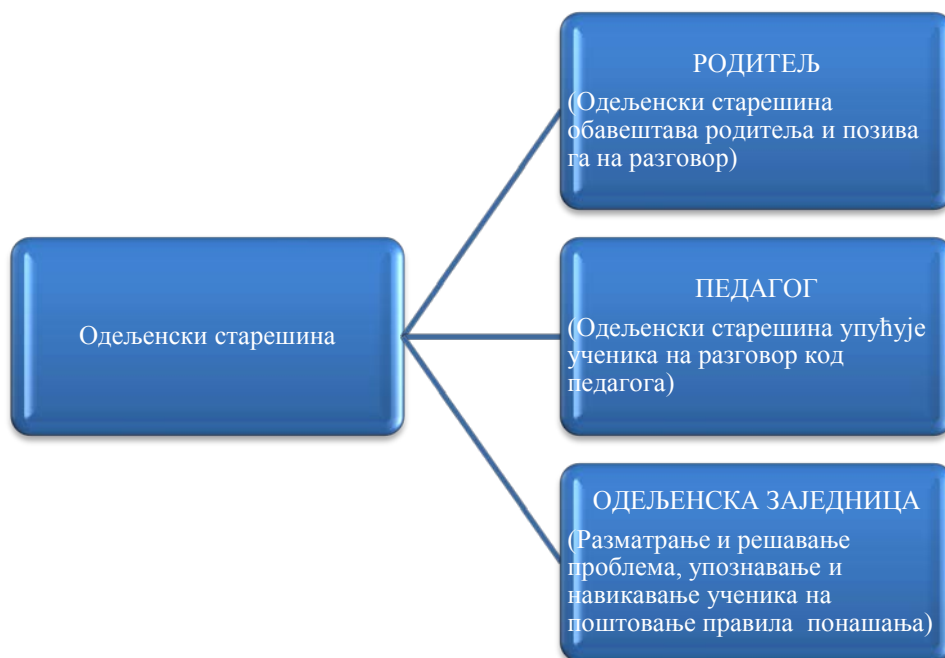 Одељенски старешина
РОДИТЕЉ
(Одељенски старешина
обавештава родитеља и позива
га на разговор)
ПЕДАГОГ
(Одељенски старешина упућује
ученика на разговор код
педагога)
ОДЕЉЕНСКА ЗАЈЕДНИЦА
(Разматрање и решавање
проблема, упознавање и
навикавање ученика на
поштовање правила понашања)